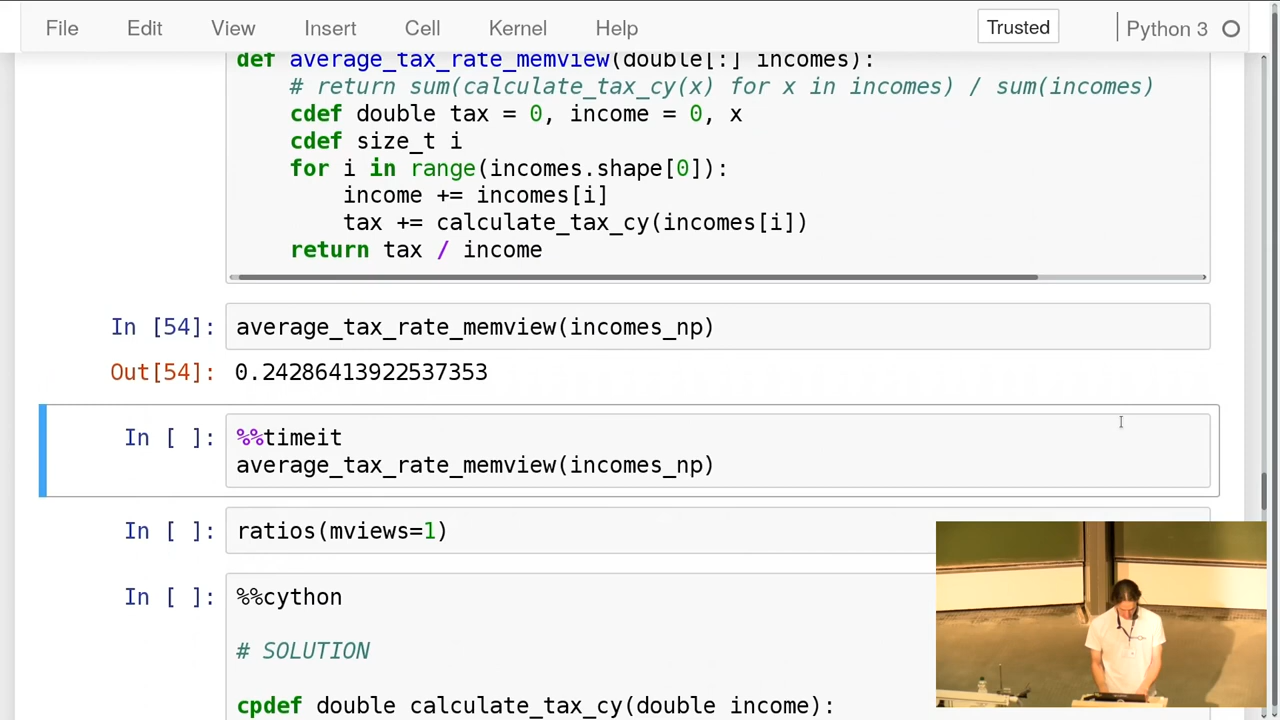 File Edit View Insert Cell Kernel Help Trusted Python 3
def average_tax_rate_memview(double[:] incomes):
# return sum(calculate_tax_cy(x) for x in incomes) / sum(incomes)
cdef double tax = 0, income = 0, x
cdef size_t i
for i in range(incomes.shape[0]):
income += incomes[i]
tax += calculate_tax_cy(incomes[i])
return tax / income
In [54]: average_tax_rate_memview(incomes_np)
Out[54]: 0.24286413922537353
In [ ]: %%timeit
average_tax_rate_memview(incomes_np)
In [ ]: ratios(mviews=1)
In [ ]: %%cython
# SOLUTION
cpdef double calculate_tax_cy(double income):